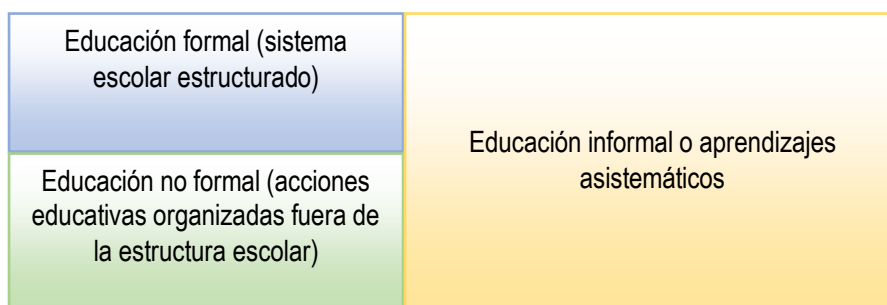 Educación formal (sistema
escolar estructurado)
Educación no formal (acciones
educativas organizadas fuera de
la estructura escolar)
Educación informal o aprendizajes
asistemáticos